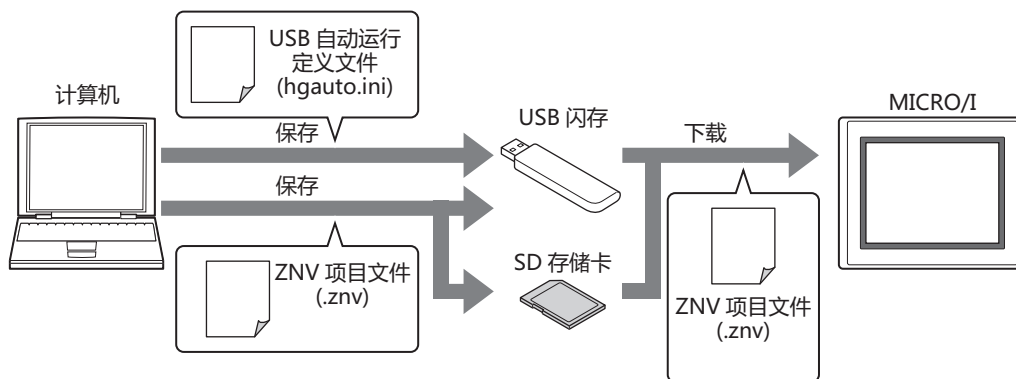 USB 自动运行
定义文件
(hgauto.ini)
计算机
保存
USB 闪存
下载
MICRO/I
保存
ZNV 项目文件
(.znv)
SD 存储卡
ZNV 项目文件
(.znv)